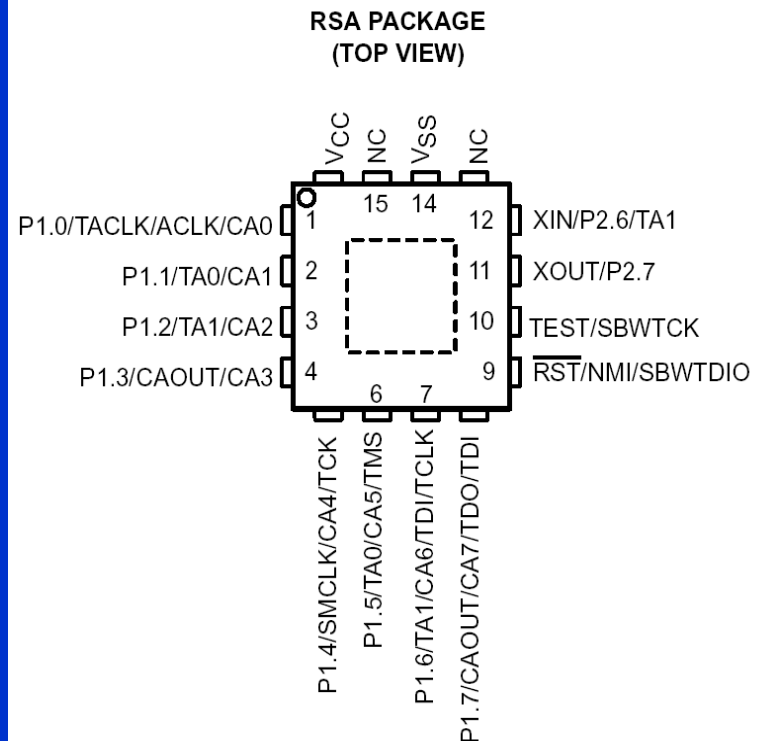 RSA PACKAGE
(TOP VIEW)
VCC
NC
VSS
NC
15 14
P1.0/TACLK/ACLK/CA0 1 12 XIN/P2.6/TA1
P1.1/TA0/CA1 2 11 XOUT/P2.7
P1.2/TA1/CA2 3 10 TEST/SBWTCK
P1.3/CAOUT/CA3 4 9 RST/NMI/SBWTDIO
6 7
P1.4/SMCLK/CA4/TCK
P1.5/TA0/CA5/TMS
P1.6/TA1/CA6/TDI/TCLK
P1.7/CAOUT/CA7/TDO/TDI